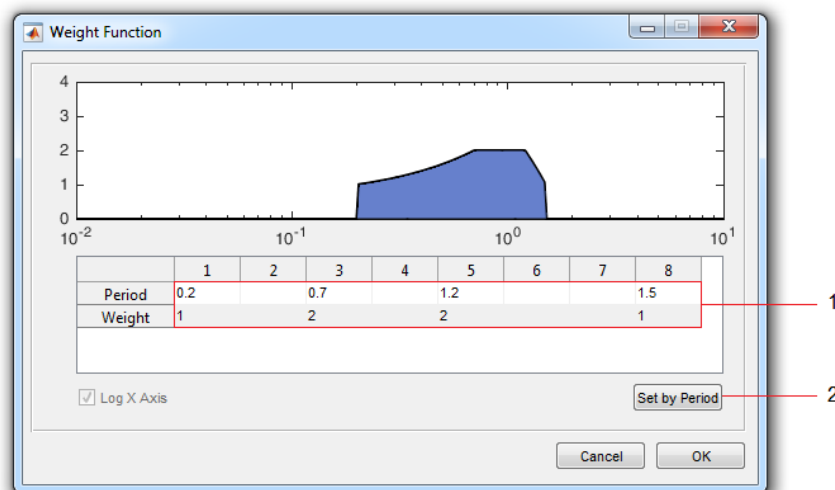 Weight Function
4
3
2
1
0
10-2 10-1 100 101
1 2 3 4 5 6 7 8
Period 0.2 0.7 1.2 1.5
Weight 1 2 2 1
1
Log X Axis
Set by Period
2
Cancel OK